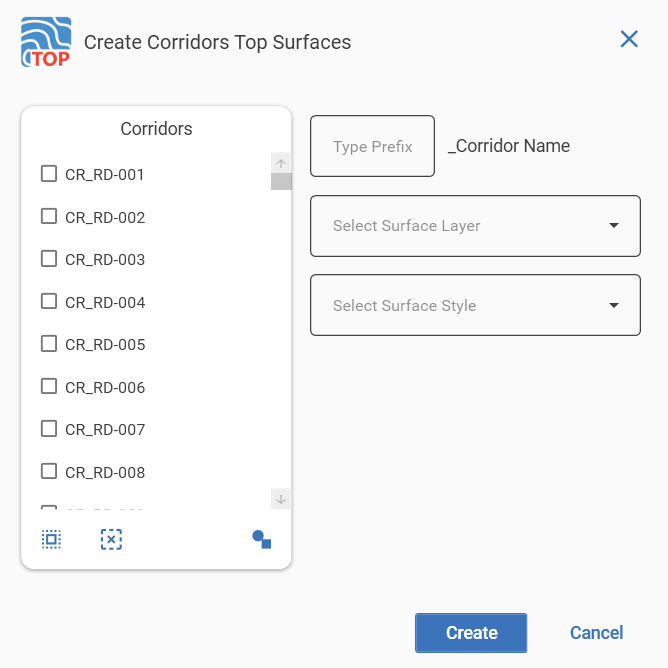 TOP
Create Corridors Top Surfaces
Corridors
CR_RD-001
CR_RD-002
CR_RD-003
CR_RD-004
CR_RD-005
CR_RD-006
CR_RD-007
CR_RD-008
Type Prefix
_Corridor Name
Select Surface Layer
Select Surface Style
Create
Cancel